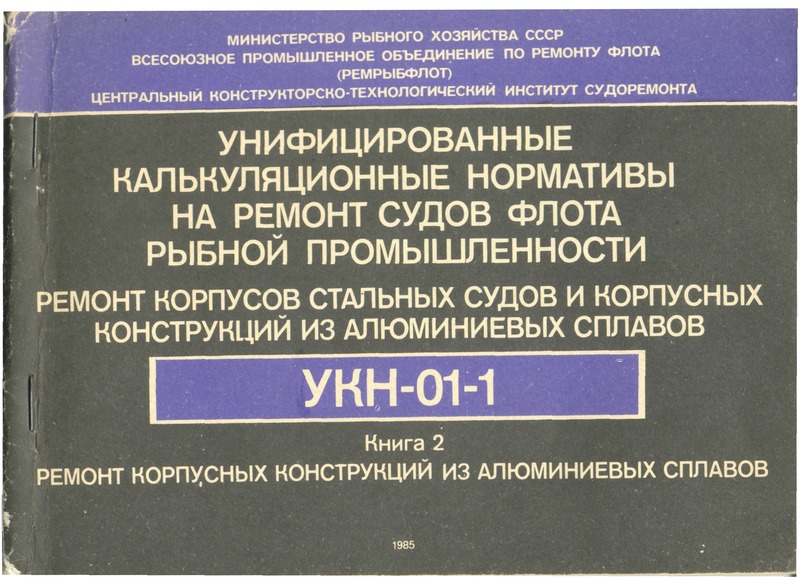 МИНИСТЕРСТВО РЫБНОГО ХОЗЯЙСТВА СССР
ВСЕСОЮЗНОЕ ПРОМЫШЛЕННОЕ ОБЪЕДИНЕНИЕ ПО РЕМОНТУ ФЛОТА
(РЕМРЫБФЛОТ)
ЦЕНТРАЛЬНЫЙ КОНСТРУКТОРСКО-ТЕХНОЛОГИЧЕСКИЙ ИНСТИТУТ СУДОРЕМОНТА
УНИФИЦИРОВАННЫЕ
КАЛЬКУЛЯЦИОННЫЕ НОРМАТИВЫ
НА РЕМОНТ СУДОВ ФЛОТА
РЫБНОЙ ПРОМЫШЛЕННОСТИ
РЕМОНТ КОРПУСОВ СТАЛЬНЫХ СУДОВ И КОРПУСНЫХ
КОНСТРУКЦИЙ ИЗ АЛЮМИНИЕВЫХ СПЛАВОВ
УКН-01-1
Книга 2
РЕМОНТ КОРПУСНЫХ КОНСТРУКЦИЙ ИЗ АЛЮМИНИЕВЫХ СПЛАВОВ
1985